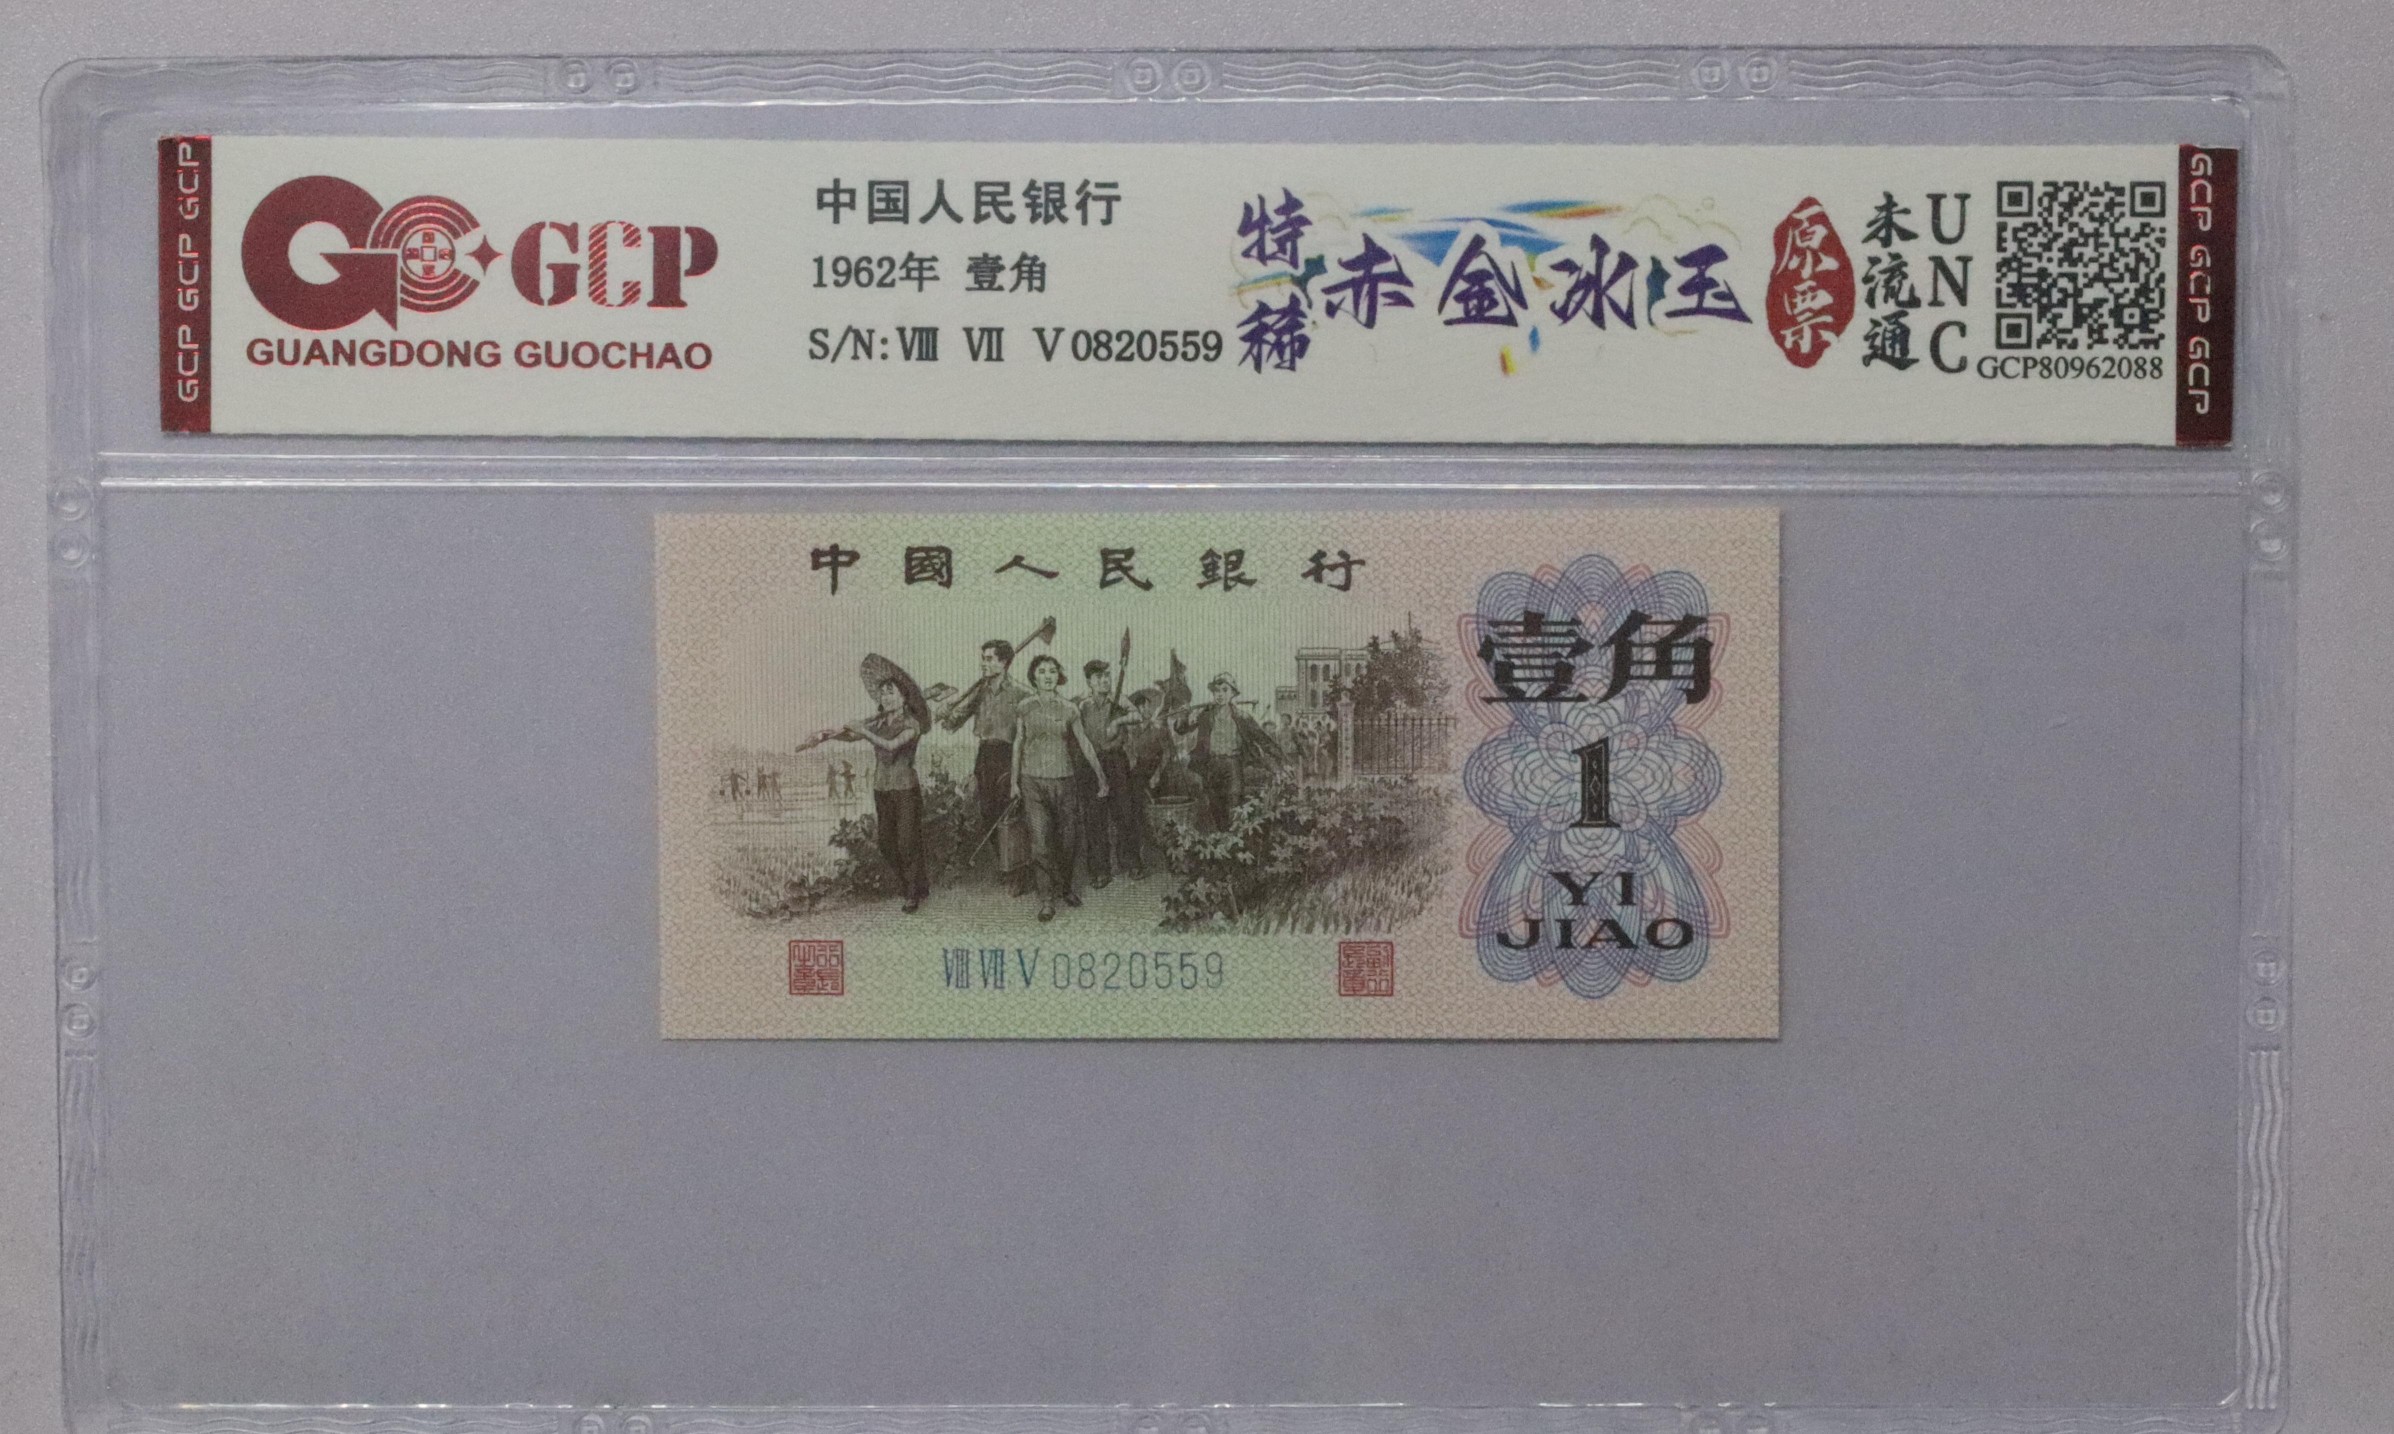 GCP GCP GCP
GCP
GUANGDONG GUOCHAO
中国人民银行
1962年 壹角
S/N: Ⅷ Ⅶ Ⅴ 0820559
特稀
赤金冰玉
原票
未流通
UNC
GCP80962088
GCP GCP GCP
中國人民銀行
壹角
1
YI
JIAO
Ⅷ Ⅶ Ⅴ 0820559